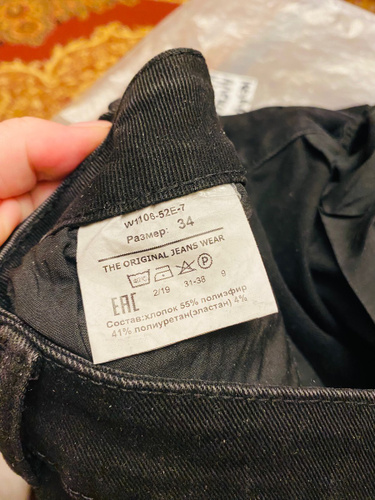 W1106-52E-7
Размер: 34
THE ORIGINAL JEANS WEAR
P
EAC 2/19 31-38 9
Состав:хлопок 55% полиэфир
41% полиуретан(эластан) 4%